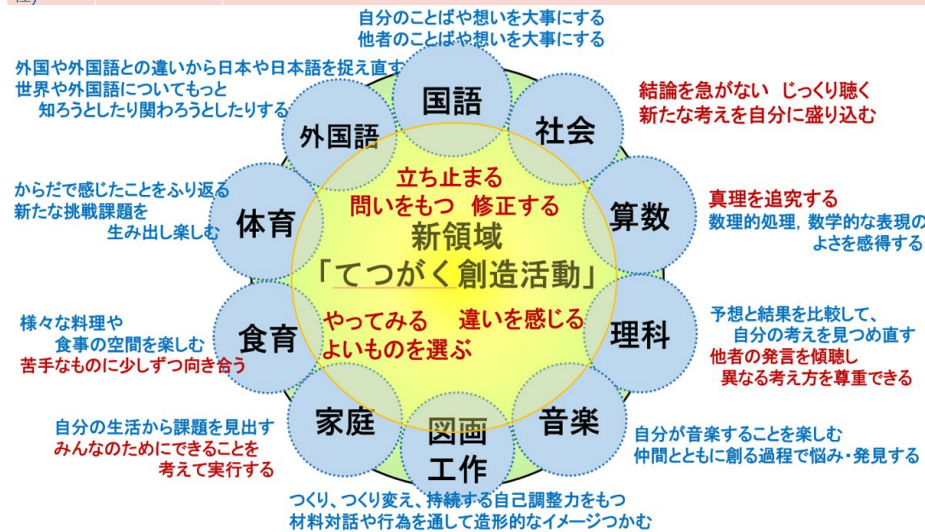 自分のことばや想いを大事にする
他者のことばや想いを大事にする
外国や外国語との違いから日本や日本語を捉え直す
世界や外国語についてもっと
知ろうとしたり関わろうとしたりする
国語
外国語
社会
結論を急がない じっくり聴く
新たな考えを自分に盛り込む
立ち止まる
問いをもつ 修正する
新領域
「てつがく創造活動」
やってみる 違いを感じる
よいものを選ぶ
からだで感じたことをふり返る
新たな挑戦課題を
生み出し楽しむ
体育
算数
真理を追究する
数理的処理，数学的な表現の
よさを感得する
様々な料理や
食事の空間を楽しむ
苦手なものに少しずつ向き合う
食育
理科
予想と結果を比較して、
自分の考えを見つめ直す
他者の発言を傾聴し
異なる考え方を尊重できる
自分の生活から課題を見出す
みんなのためにできることを
考えて実行する
家庭
図画
工作
音楽
自分が音楽することを楽しむ
仲間とともに創る過程で悩み・発見する
つくり、つくり変え、持続する自己調整力をもつ
材料対話や行為を通して造形的なイメージつかむ